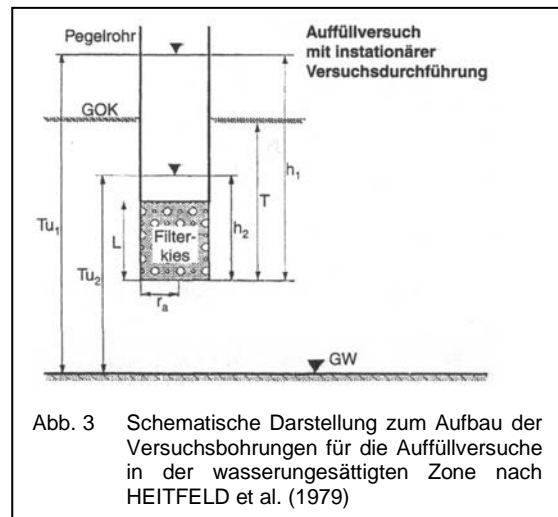 Pegelrohr
Auffüllversuch
mit instationärer
Versuchsdurchführung
GOK
h₁
T
Tu₁
h₂
L
Filter-
kies
Tu₂
rₐ
GW
Abb. 3 Schematische Darstellung zum Aufbau der
Versuchsbohrungen für die Auffüllversuche
in der wasserungesättigten Zone nach
HEITFELD et al. (1979)